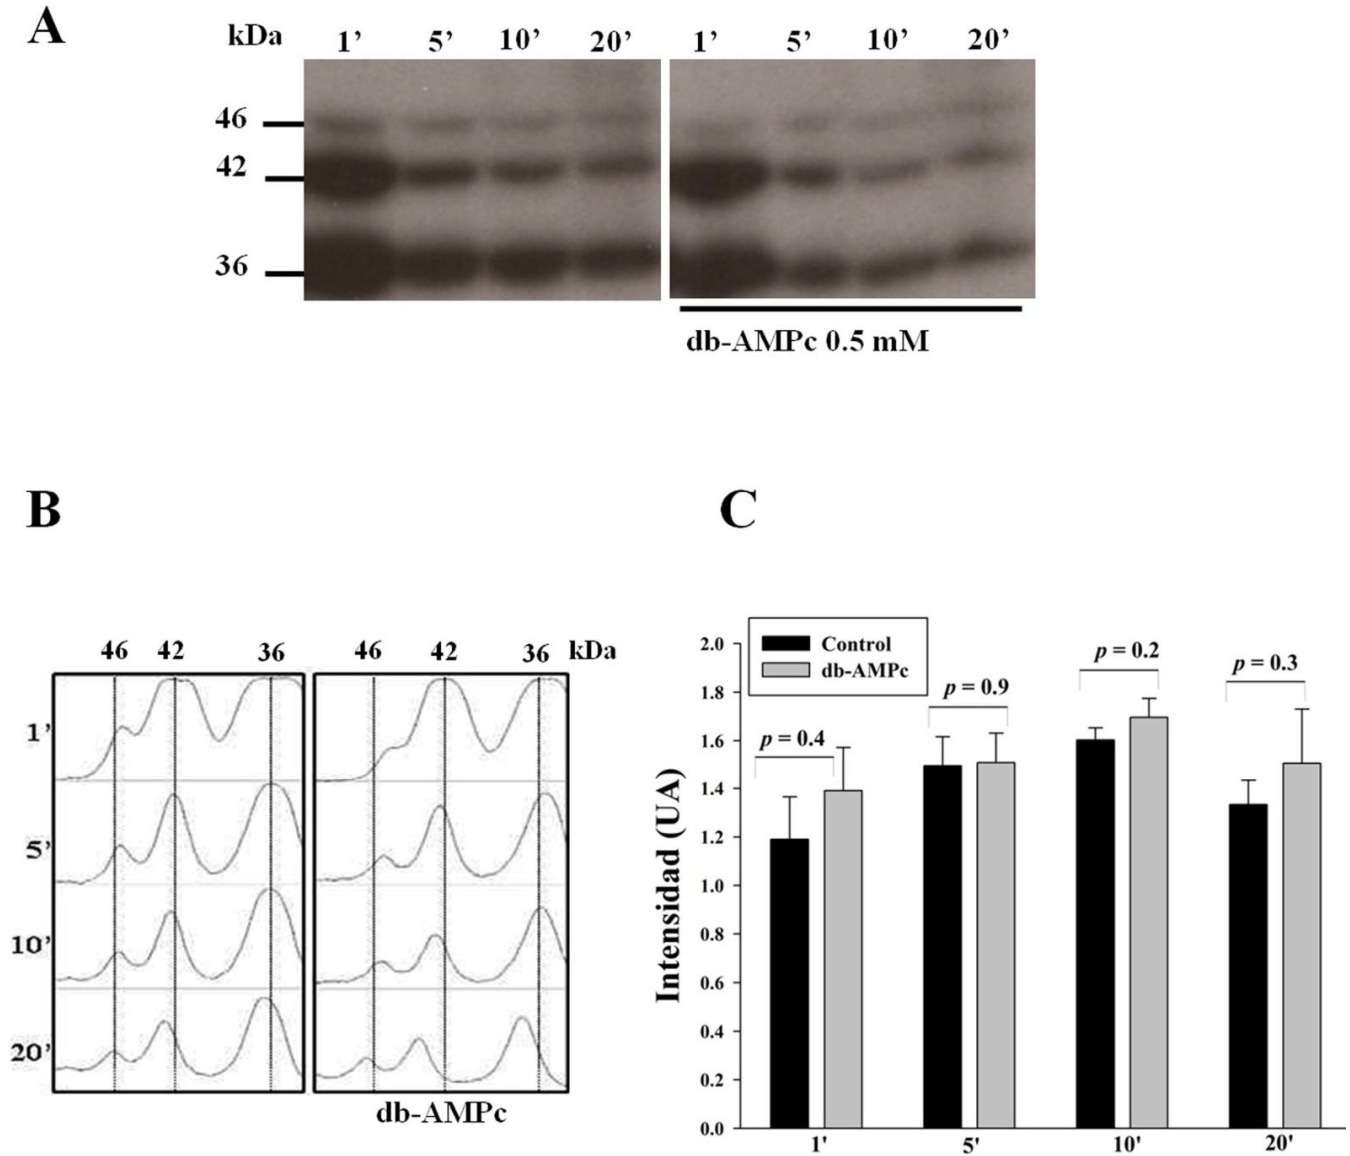 A
kDa 1’ 5’ 10’ 20’ 1’ 5’ 10’ 20’
46
42
36
db-AMPc 0.5 mM
B
C
46 42 36 46 42 36 kDa
1’
5’
10’
20’
db-AMPc
Control
db-AMPc
p = 0.4
p = 0.9
p = 0.2
p = 0.3
Intensidad (UA)
2.0
1.8
1.6
1.4
1.2
1.0
0.8
0.6
0.4
0.2
0.0
1' 5' 10' 20'